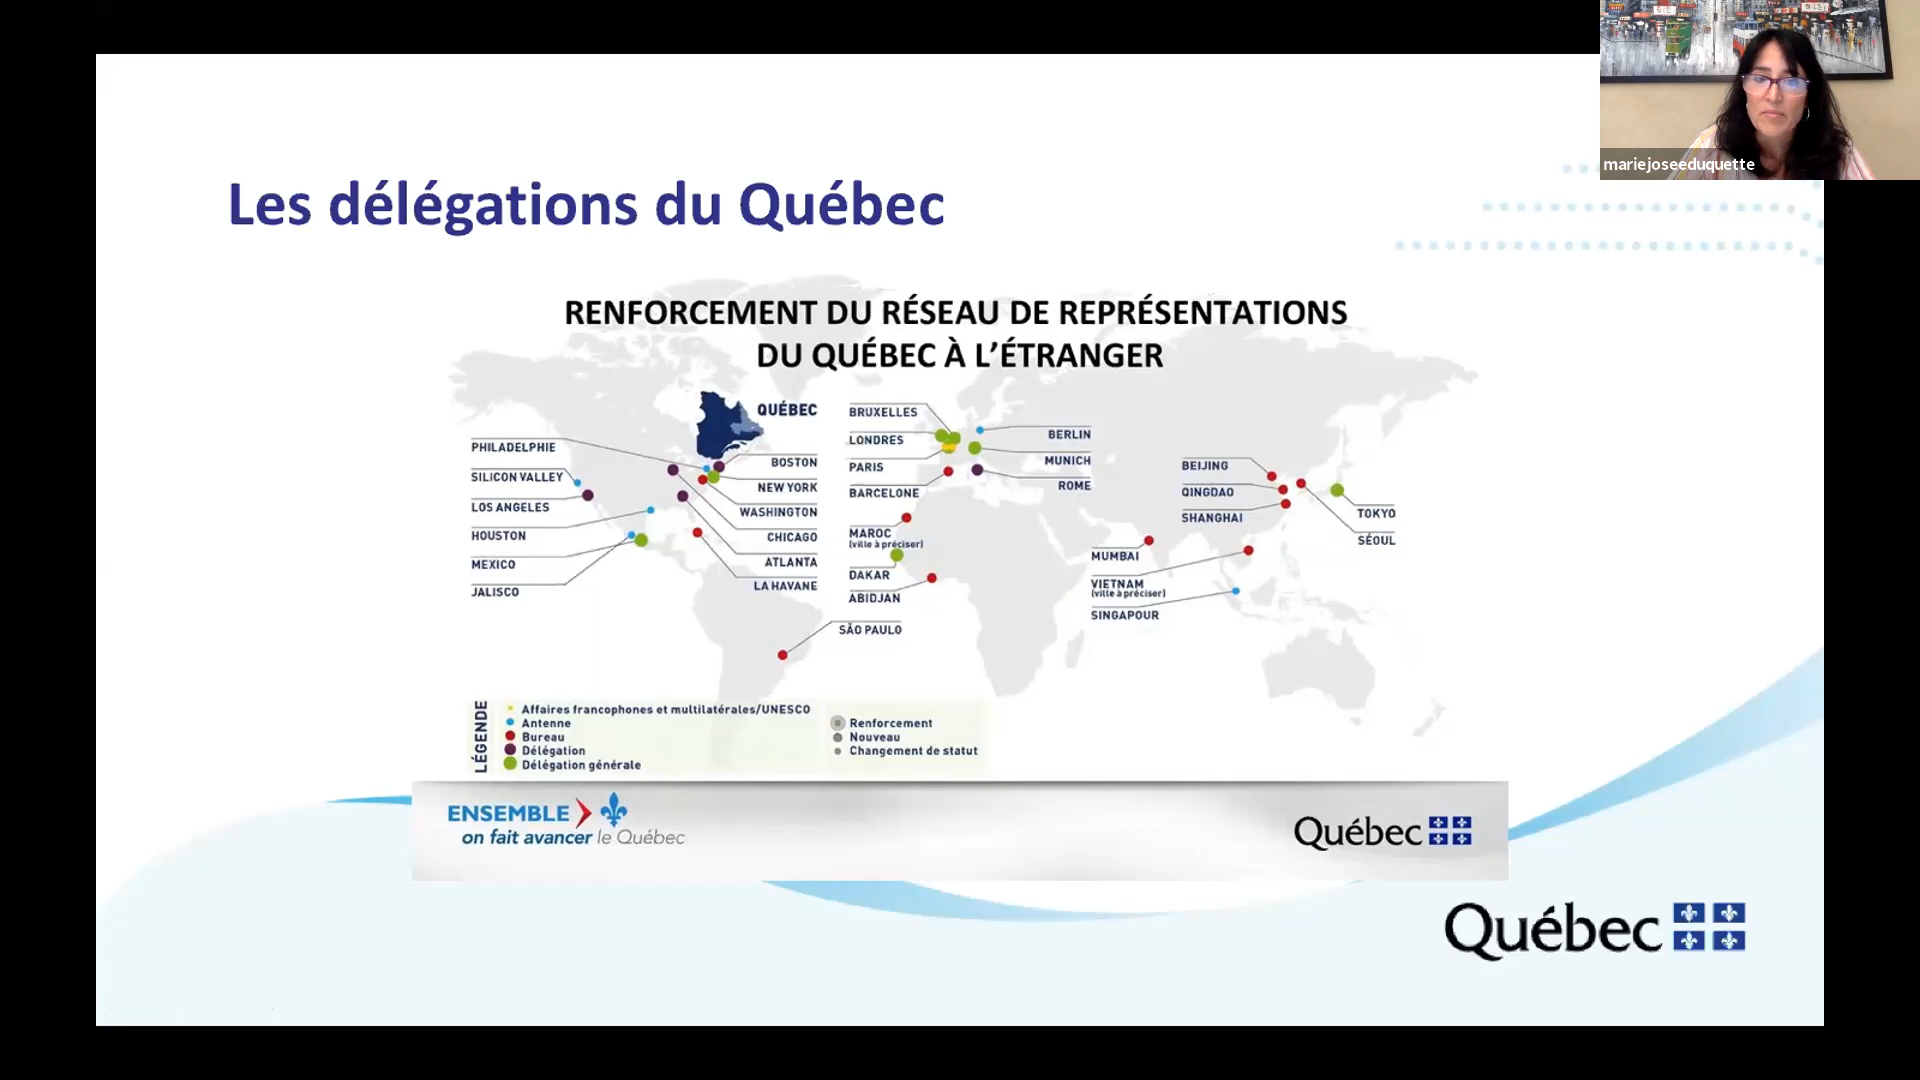 mariejoseeduquette
Les délégations du Québec
RENFORCEMENT DU RÉSEAU DE REPRÉSENTATIONS
DU QUÉBEC À L’ÉTRANGER
QUÉBEC
PHILADELPHIE
SILICON VALLEY
LOS ANGELES
HOUSTON
MEXICO
JALISCO
BOSTON
NEW YORK
WASHINGTON
CHICAGO
ATLANTA
LA HAVANE
BRUXELLES
LONDRES
PARIS
BARCELONE
MAROC
(ville à préciser)
DAKAR
ABIDJAN
SÃO PAULO
BERLIN
MUNICH
ROME
BEIJING
QINGDAO
SHANGHAI
MUMBAI
VIETNAM
(ville à préciser)
SINGAPOUR
TOKYO
SÉOUL
LÉGENDE
Affaires francophones et multilatérales/UNESCO
Antenne
Bureau
Délégation
Délégation générale
Renforcement
Nouveau
Changement de statut
ENSEMBLE
on fait avancer le Québec
Québec
Québec